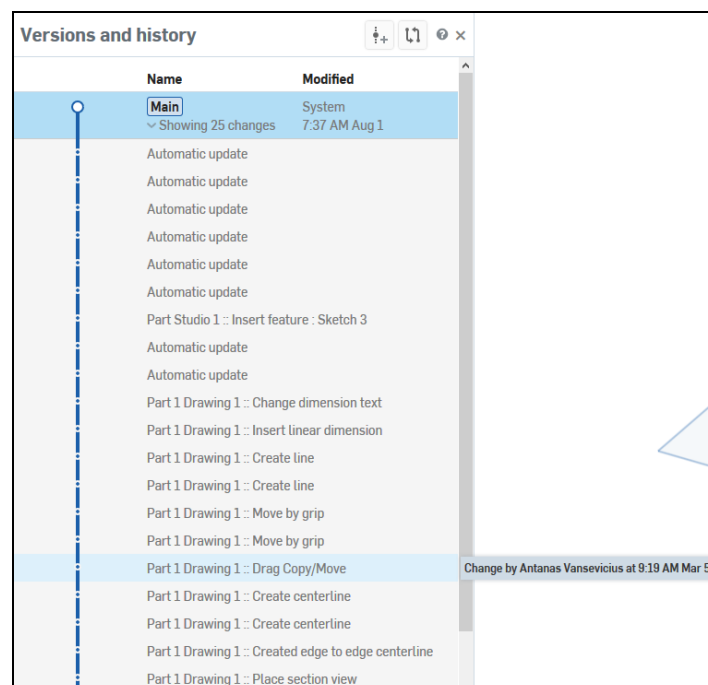 Versions and history
Name Modified
Main System
Showing 25 changes 7:37 AM Aug 1
Automatic update
Automatic update
Automatic update
Automatic update
Automatic update
Automatic update
Part Studio 1 :: Insert feature : Sketch 3
Automatic update
Automatic update
Part 1 Drawing 1 :: Change dimension text
Part 1 Drawing 1 :: Insert linear dimension
Part 1 Drawing 1 :: Create line
Part 1 Drawing 1 :: Create line
Part 1 Drawing 1 :: Move by grip
Part 1 Drawing 1 :: Move by grip
Part 1 Drawing 1 :: Drag Copy/Move Change by Antanas Vansevicius at 9:19 AM Mar 5
Part 1 Drawing 1 :: Create centerline
Part 1 Drawing 1 :: Create centerline
Part 1 Drawing 1 :: Created edge to edge centerline
Part 1 Drawing 1 :: Place section view